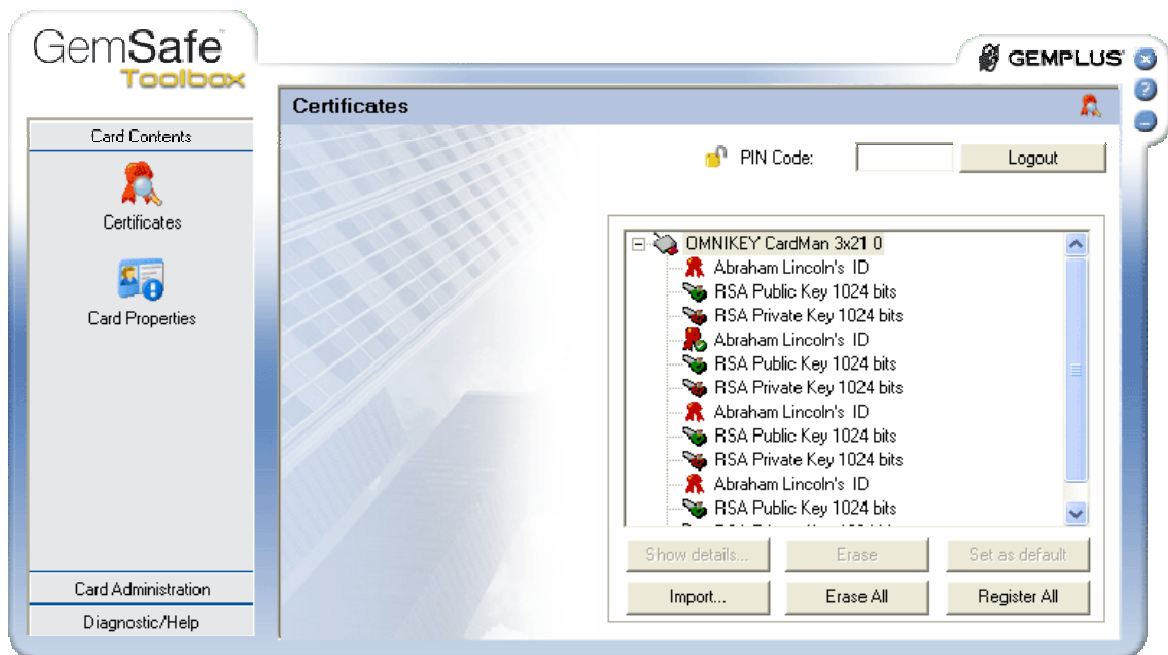 GemSafe™
Toolbox
GEMPLUS
Certificates
Card Contents
Certificates
Card Properties
Card Administration
Diagnostic/Help
PIN Code:
Logout
OMNIKEY CardMan 3x21 0
Abraham Lincoln's ID
RSA Public Key 1024 bits
RSA Private Key 1024 bits
Abraham Lincoln's ID
RSA Public Key 1024 bits
RSA Private Key 1024 bits
Abraham Lincoln's ID
RSA Public Key 1024 bits
RSA Private Key 1024 bits
Abraham Lincoln's ID
RSA Public Key 1024 bits
Show details... Erase Set as default
Import... Erase All Register All